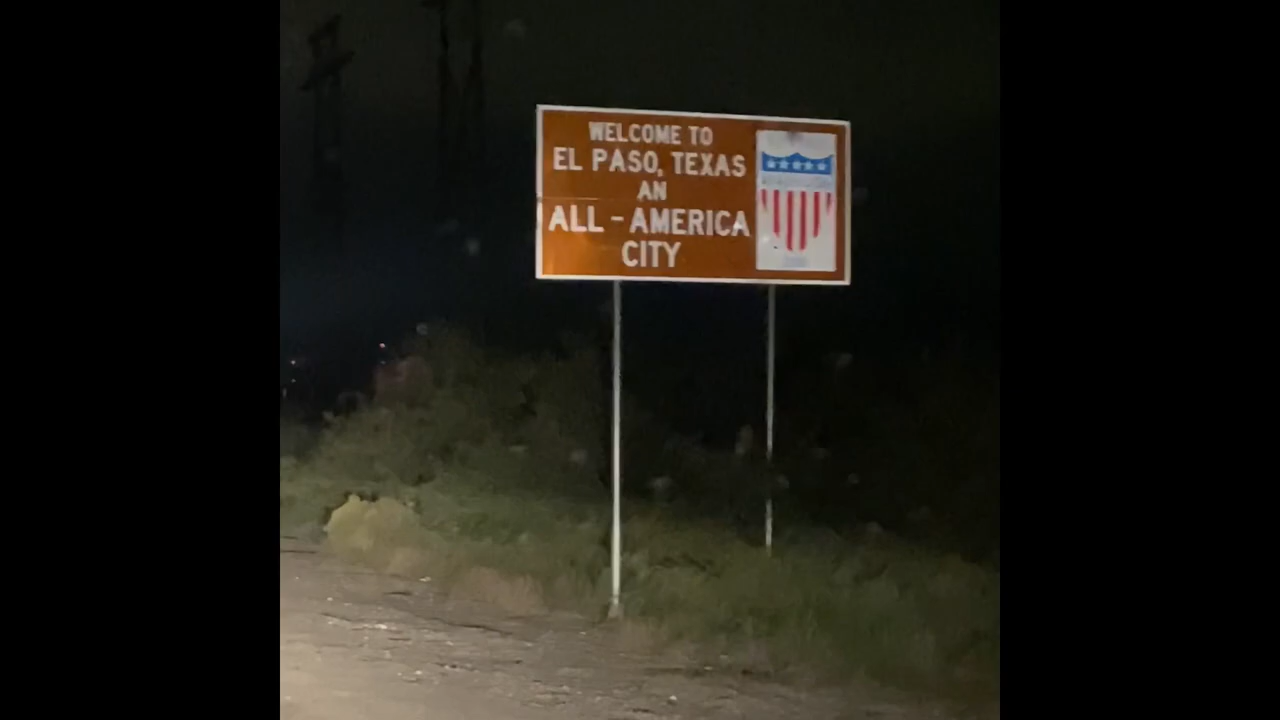 WELCOME TO
EL PASO, TEXAS
AN
ALL-AMERICA
CITY